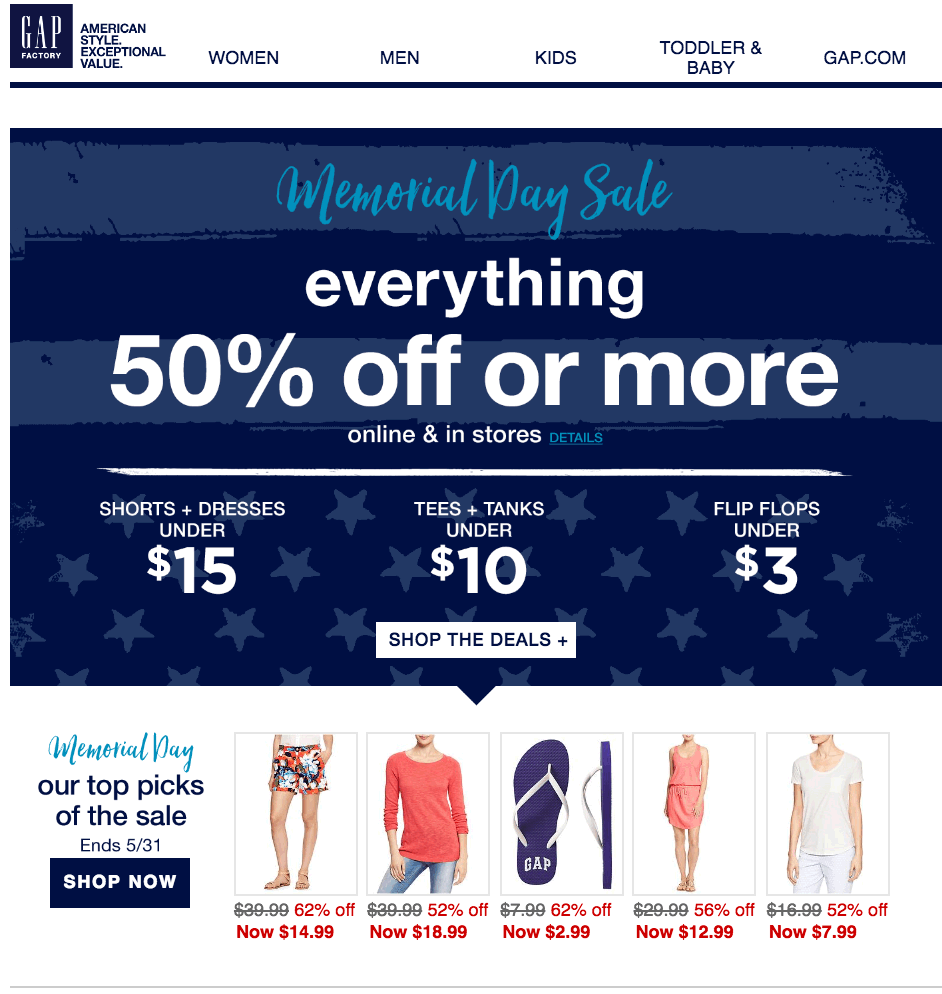 GAP
FACTORY
AMERICAN
STYLE.
EXCEPTIONAL
VALUE.
WOMEN
MEN
KIDS
TODDLER &
BABY
GAP.COM
Memorial Day Sale
everything
50% off or more
online & in stores DETAILS
SHORTS + DRESSES
UNDER
$15
TEES + TANKS
UNDER
$10
FLIP FLOPS
UNDER
$3
SHOP THE DEALS +
Memorial Day
our top picks
of the sale
Ends 5/31
SHOP NOW
GAP
$39.99 62% off
Now $14.99
$39.99 52% off
Now $18.99
$7.99 62% off
Now $2.99
$29.99 56% off
Now $12.99
$16.99 52% off
Now $7.99